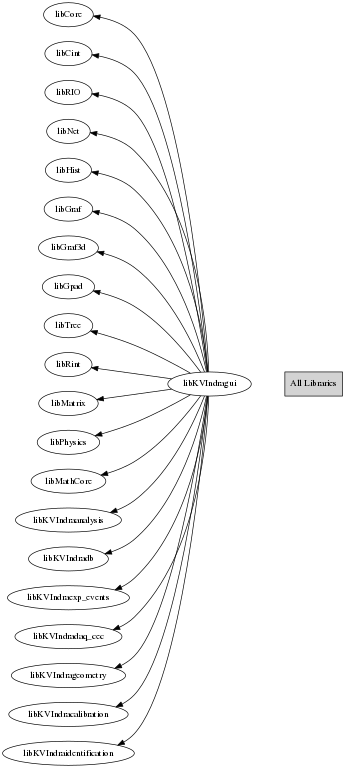 libCore
libCint
libRIO
libNet
libHist
libGraf
libGraf3d
libGpad
libTree
libRint
libKVIndragui
All Libraries
libMatrix
libPhysics
libMathCore
libKVIndraanalysis
libKVIndradb
libKVIndraexp_events
libKVIndradaq_cec
libKVIndrageometry
libKVIndracalibration
libKVIndraidentification